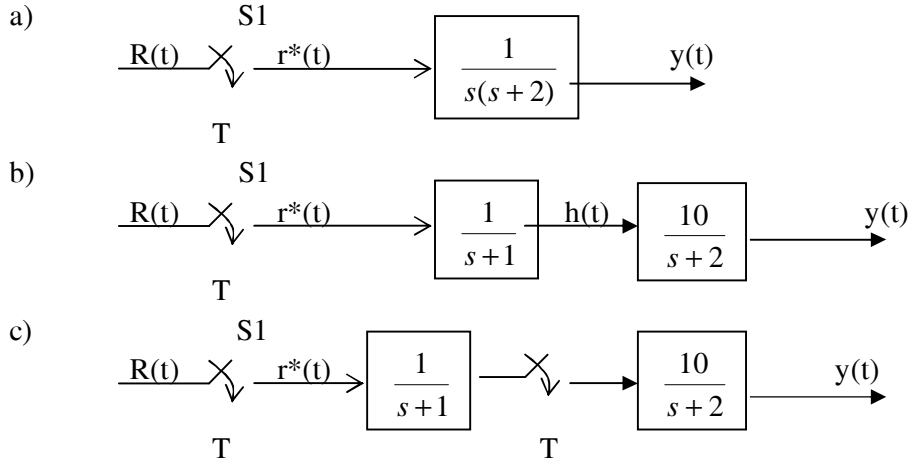 a)
S1
R(t) r*(t) 1 y(t)
s(s + 2)
T
b)
S1
R(t) r*(t) 1 h(t) 10 y(t)
s +1 s + 2
T
c)
S1
R(t) r*(t) 1 10 y(t)
s +1 s + 2
T T